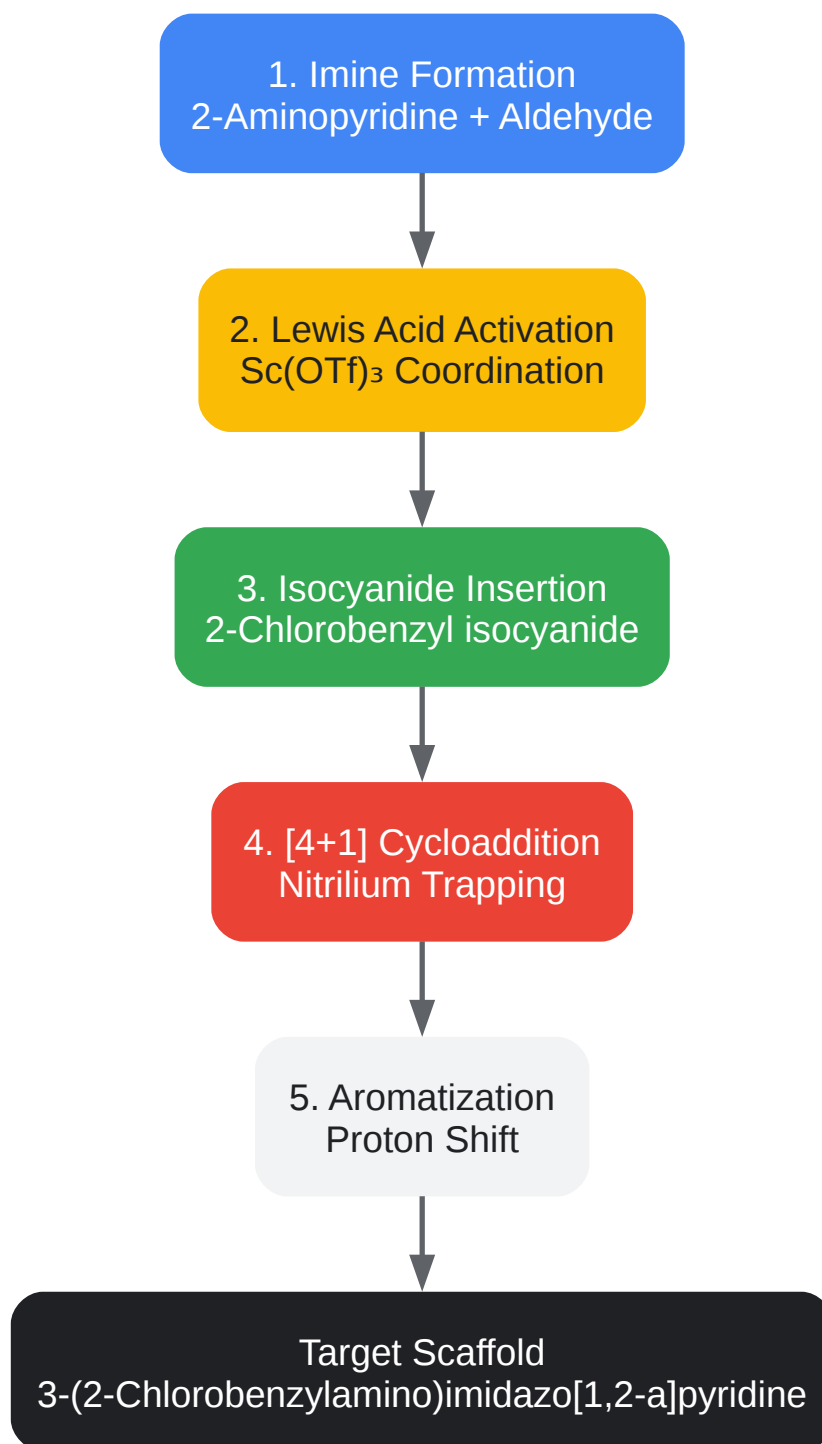 1. Imine Formation
2-Aminopyridine + Aldehyde
2. Lewis Acid Activation
Sc(OTf)₃ Coordination
3. Isocyanide Insertion
2-Chlorobenzyl isocyanide
4. [4+1] Cycloaddition
Nitrilium Trapping
5. Aromatization
Proton Shift
Target Scaffold
3-(2-Chlorobenzylamino)imidazo[1,2-a]pyridine